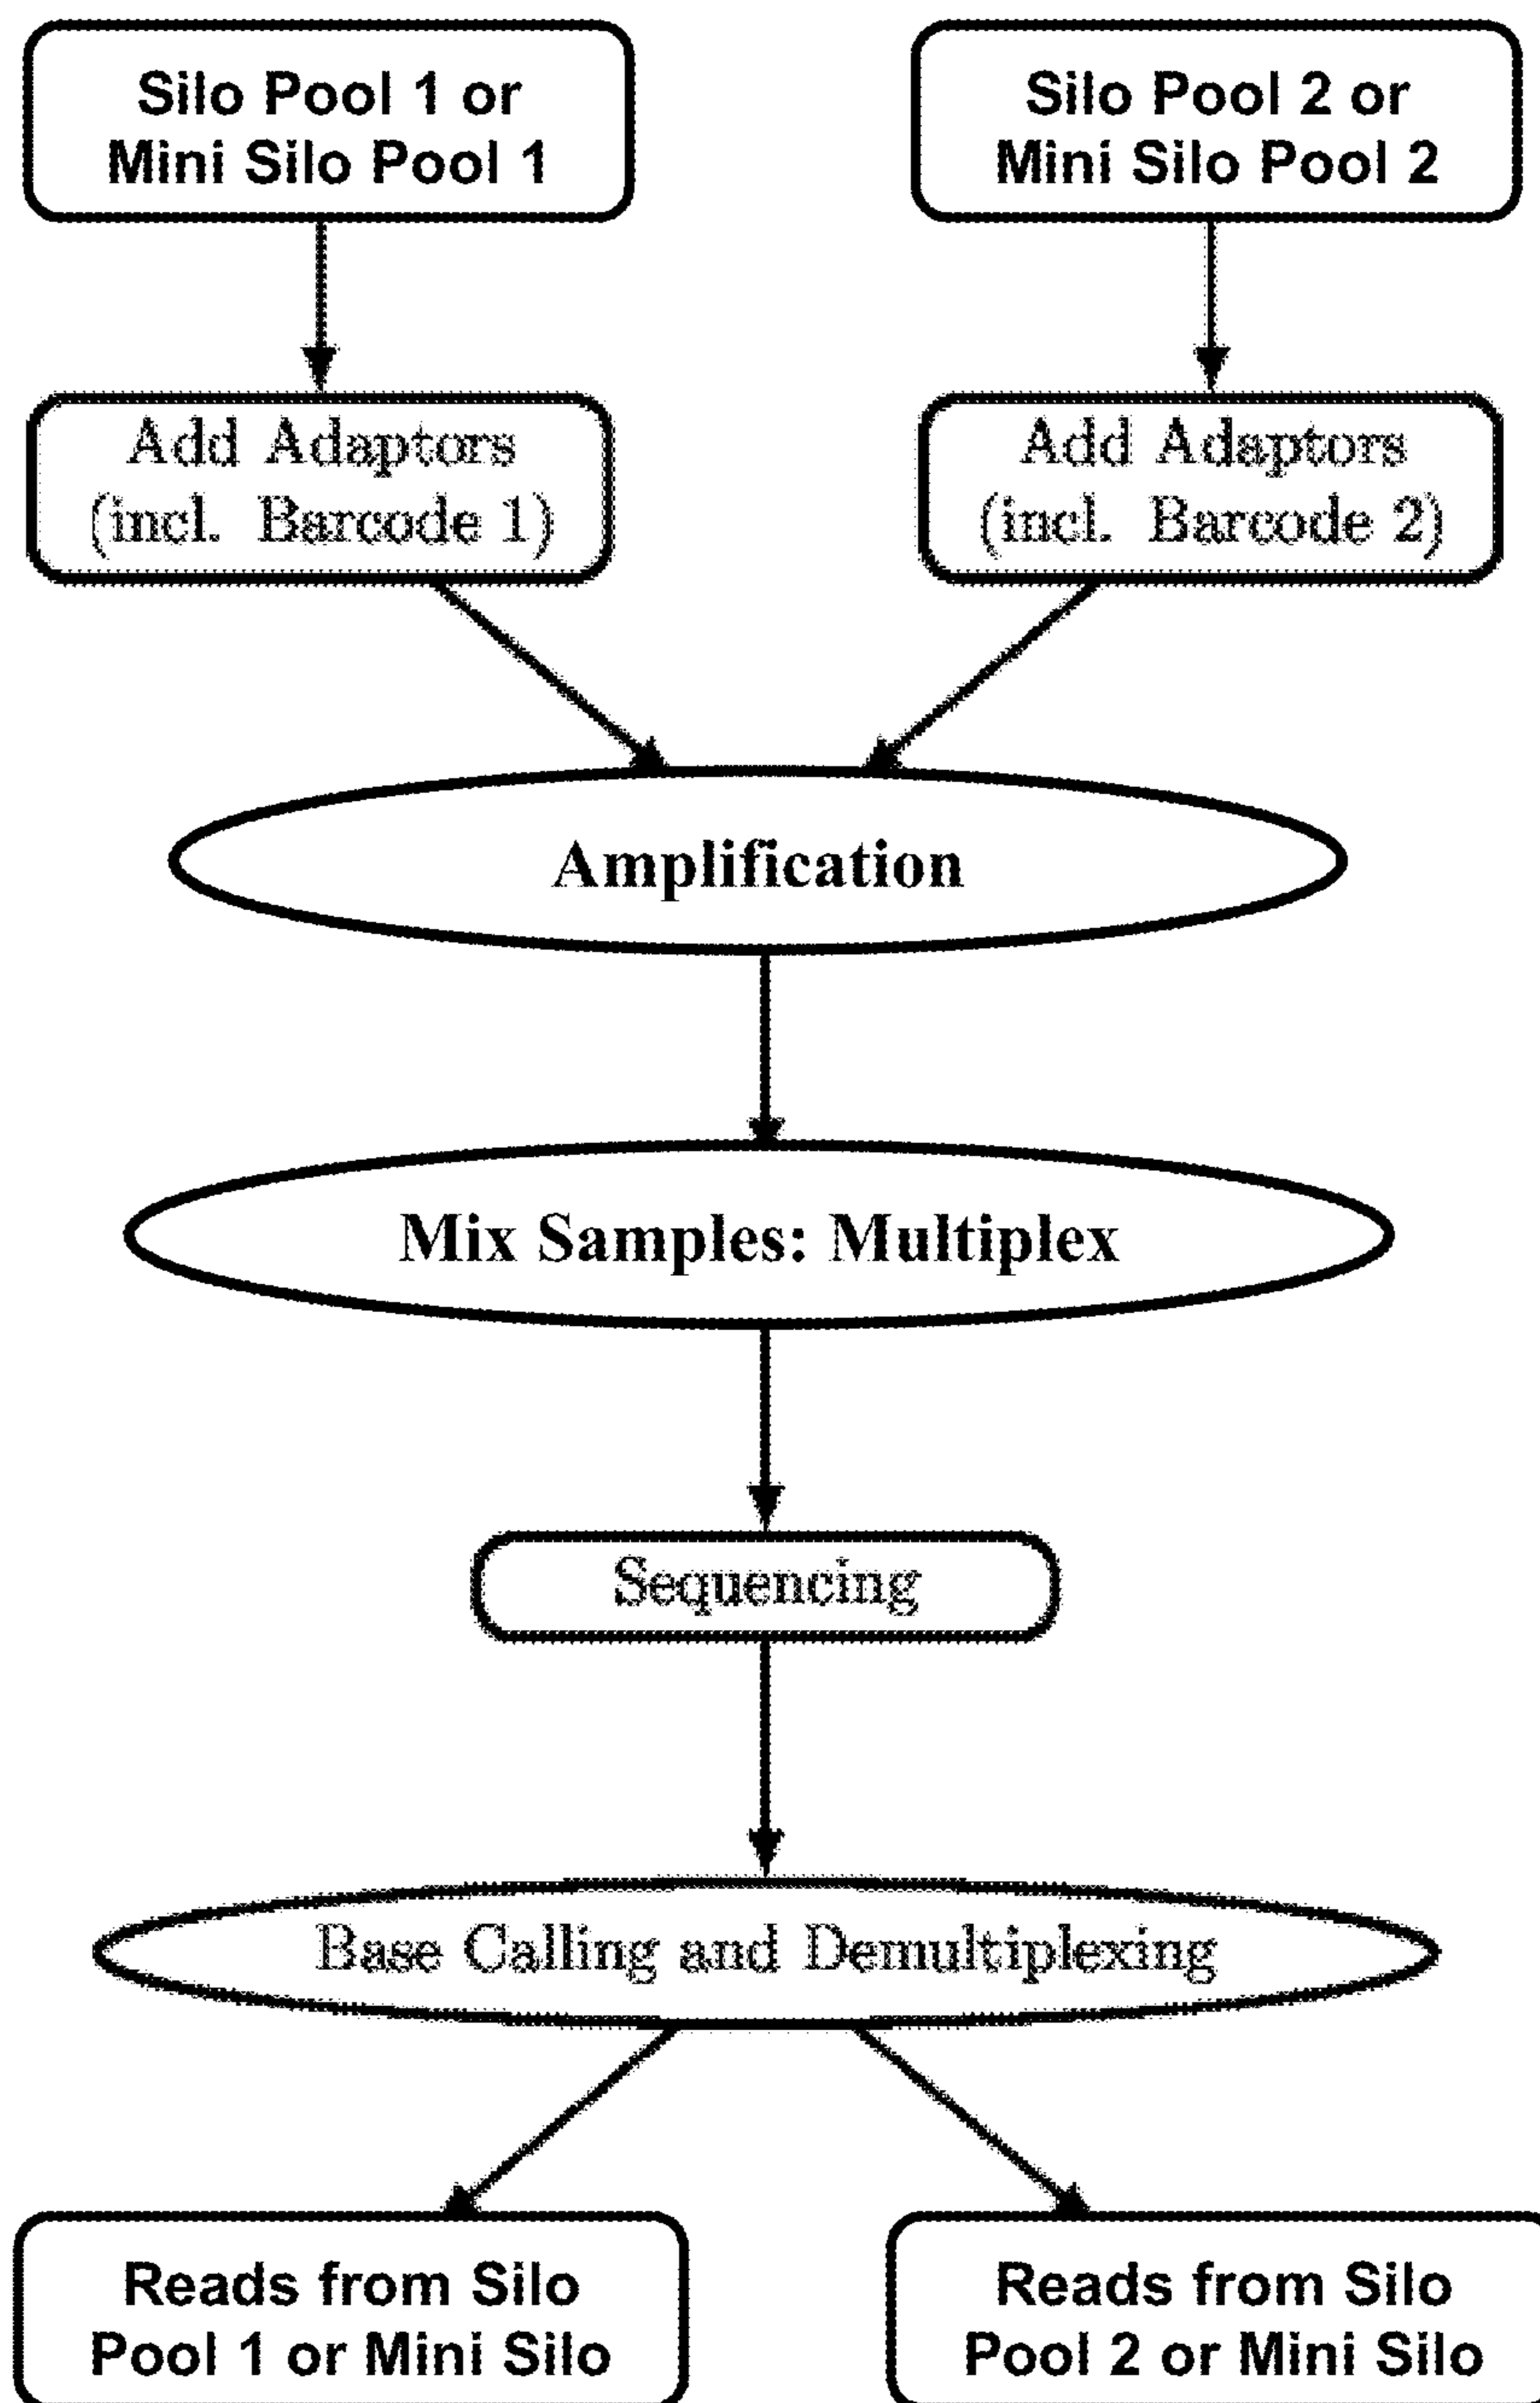 Silo Pool 1 or
Mini Silo Pool 1
Silo Pool 2 or
Mini Silo Pool 2
Add Adaptors
(incl. Barcode 1)
Add Adaptors
(incl. Barcode 2)
Amplification
Mix Samples: Multiplex
Sequencing
Base Calling and Demultiplexing
Reads from Silo
Pool 1 or Mini Silo
Reads from Silo
Pool 2 or Mini Silo